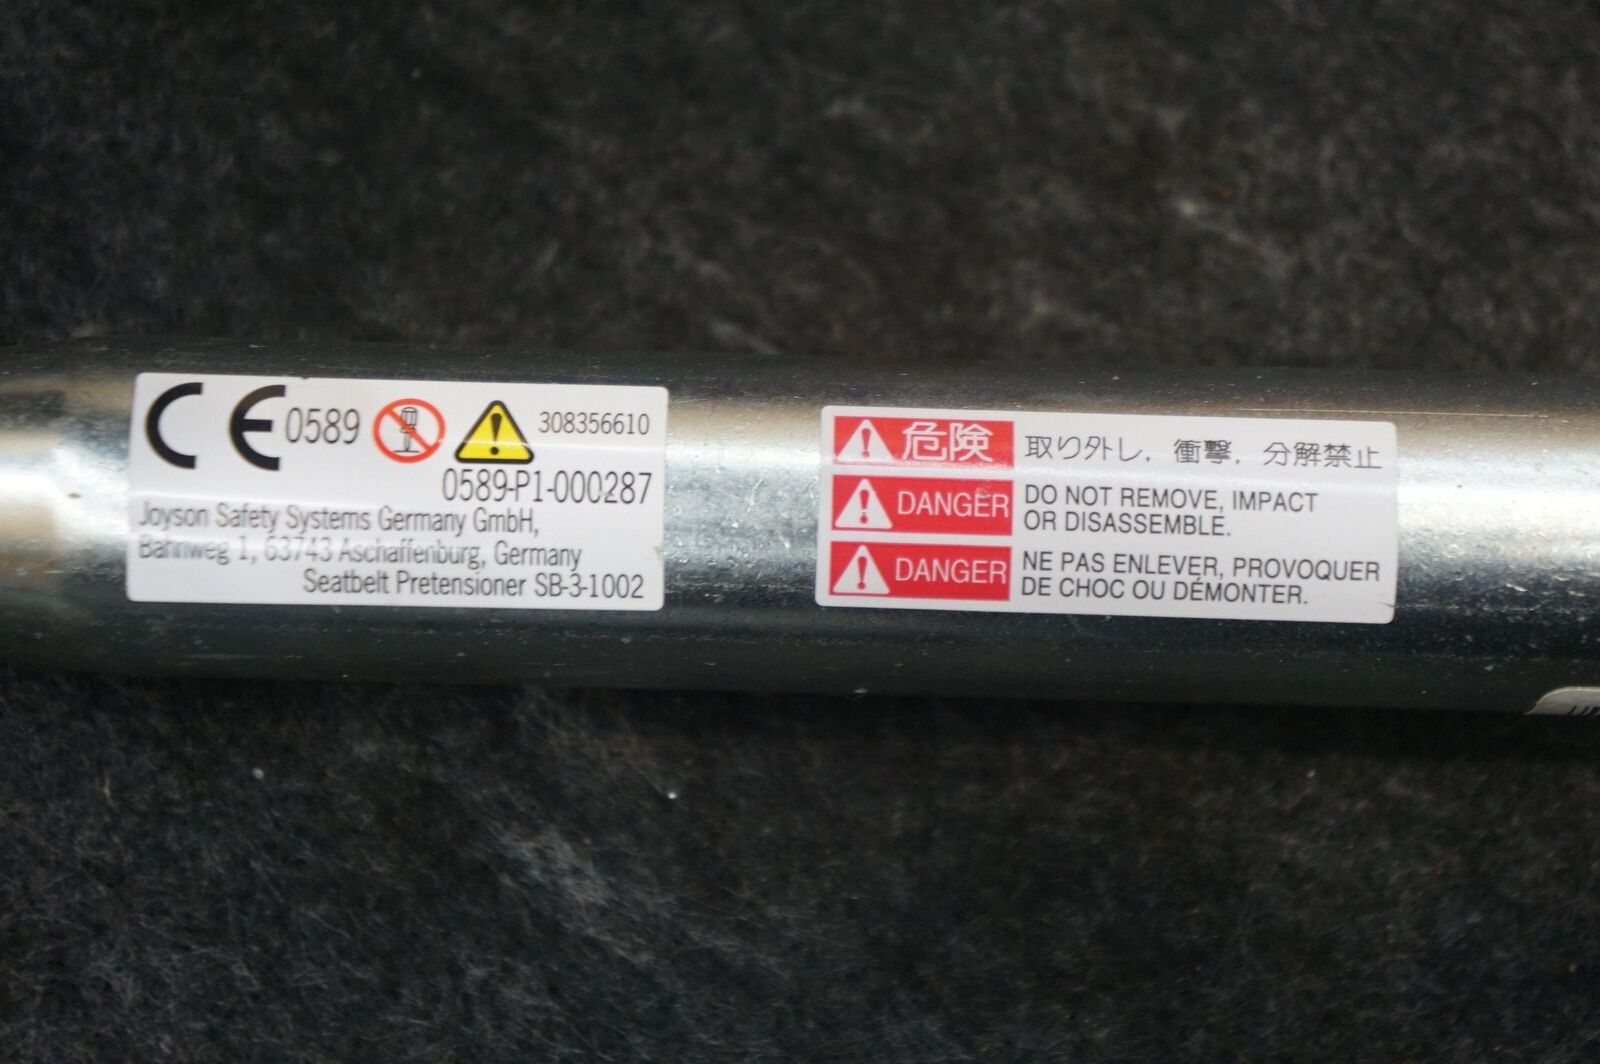 CE 0589 308356610
0589-P1-000287
Joyson Safety Systems Germany GmbH,
Bahnweg 1, 63743 Aschaffenburg, Germany
Seatbelt Pretensioner SB-3-1002
危険 取り外し, 衝撃, 分解禁止
DANGER DO NOT REMOVE, IMPACT
OR DISASSEMBLE.
DANGER NE PAS ENLEVER, PROVOQUER
DE CHOC OU DÉMONTER.